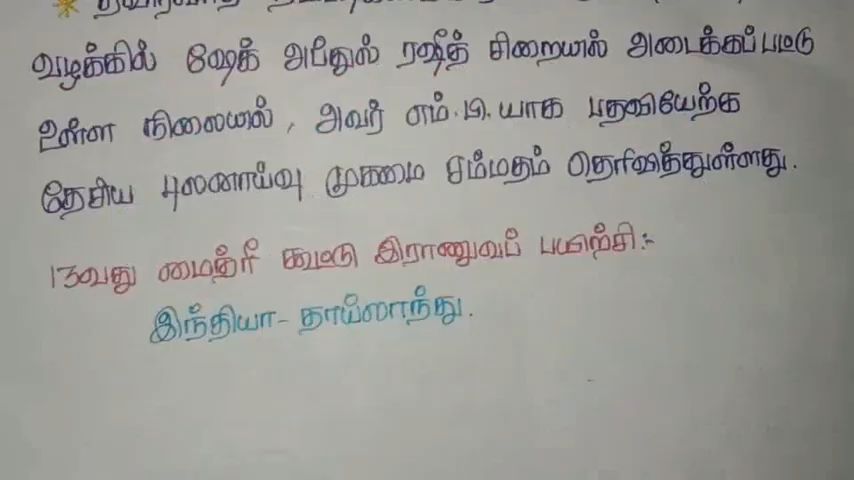 வழக்கில் ஷேக் அப்துல் ரஷீத் சிறையில் அடைக்கப்பட்டு
உள்ள நிலையில், அவர் எம்.பி.யாக பதவியேற்க
தேசிய புலனாய்வு முகமை சம்மதம் தெரிவித்துள்ளது.
13வது மைத்ரீ கூட்டு இராணுவப் பயிற்சி:-
இந்தியா - தாய்லாந்து.